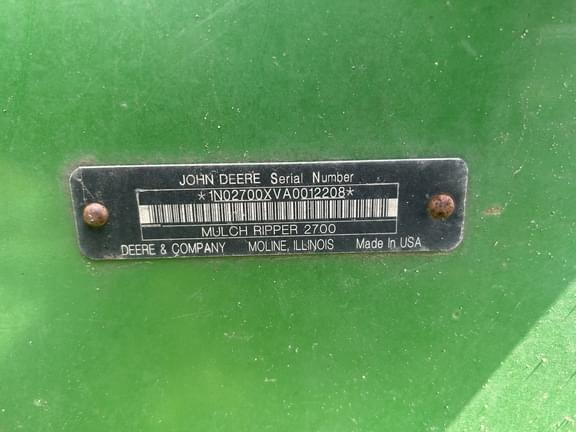 JOHN DEERE Serial Number
*1N02700XVA0012208*
MULCH RIPPER 2700
DEERE & COMPANY MOLINE, ILLINOIS Made In USA